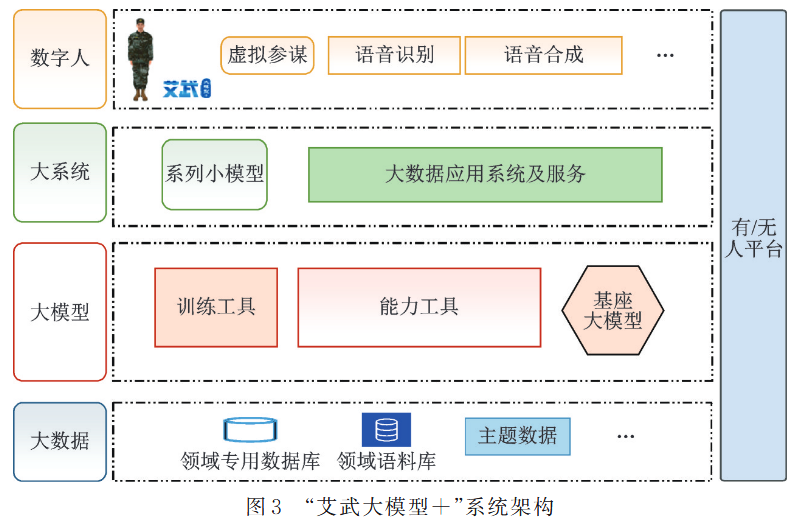 数字人
虚拟参谋
语音识别
语音合成
…
艾武
大系统
系列小模型
大数据应用系统及服务
有/无
人平台
大模型
训练工具
能力工具
基座
大模型
大数据
领域专用数据库
领域语料库
主题数据
…
图3 “艾武大模型＋”系统架构